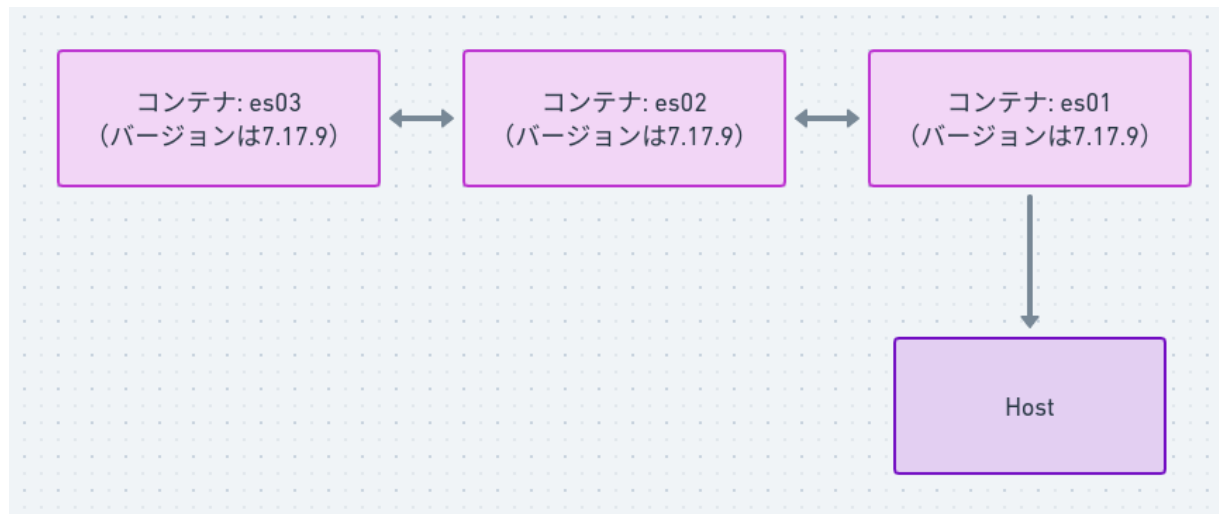 コンテナ: es03
（バージョンは7.17.9）
コンテナ: es02
（バージョンは7.17.9）
コンテナ: es01
（バージョンは7.17.9）
Host